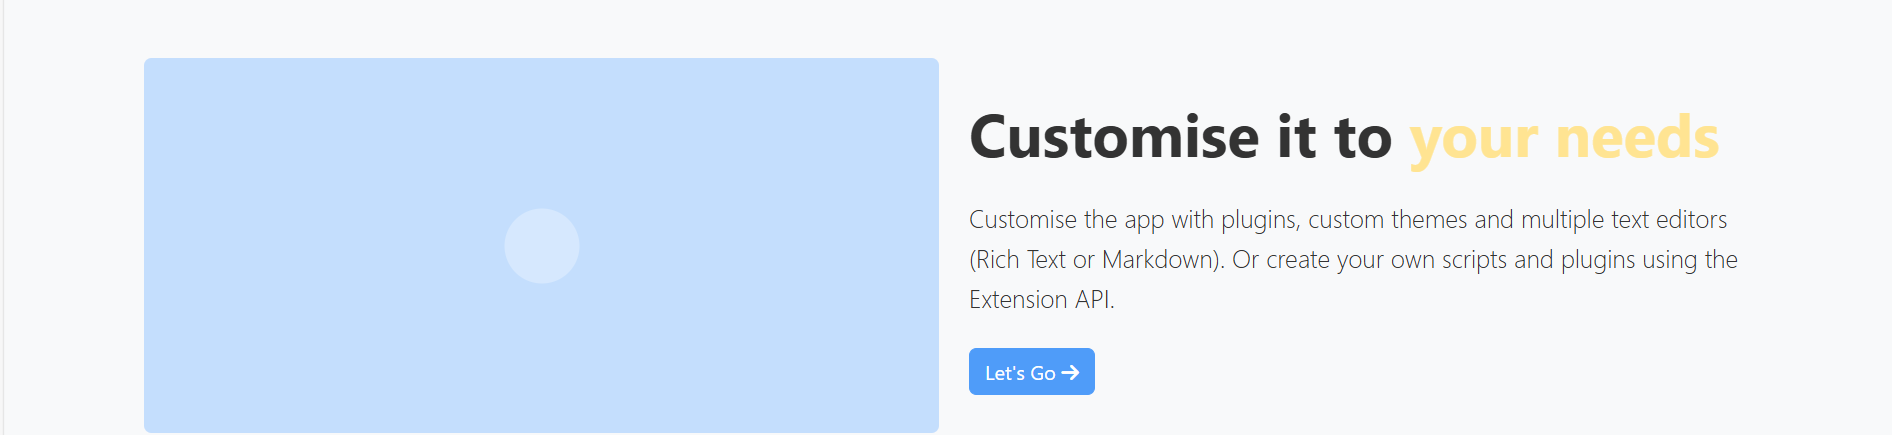 Customise it to your needs
Customise the app with plugins, custom themes and multiple text editors
(Rich Text or Markdown). Or create your own scripts and plugins using the
Extension API.
Let's Go →